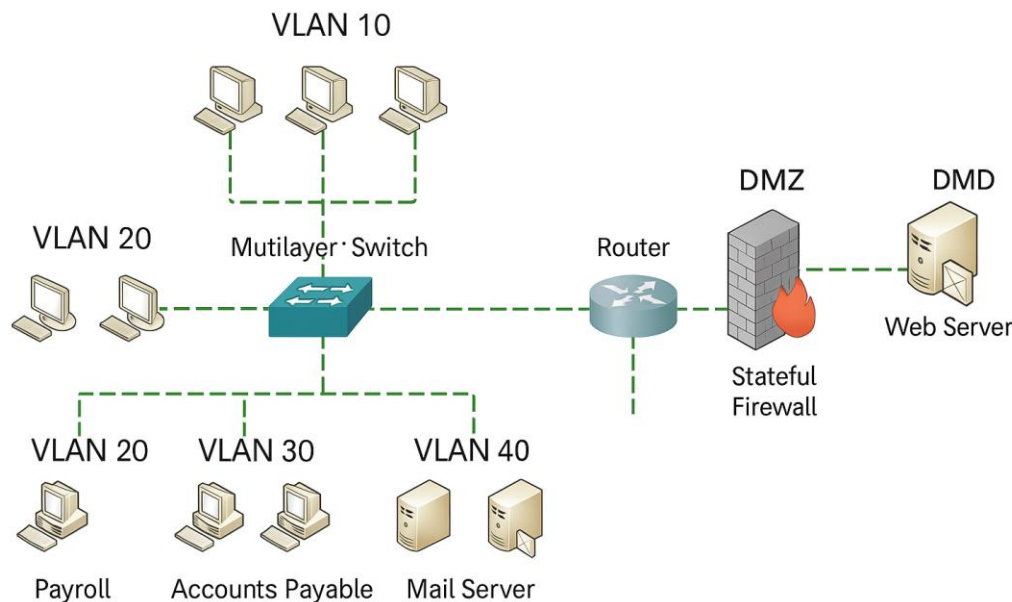 VLAN 10
DMZ
DMD
VLAN 20
Mutilayer·Switch
Router
Web Server
Stateful
Firewall
VLAN 20
VLAN 30
VLAN 40
Payroll
Accounts Payable
Mail Server